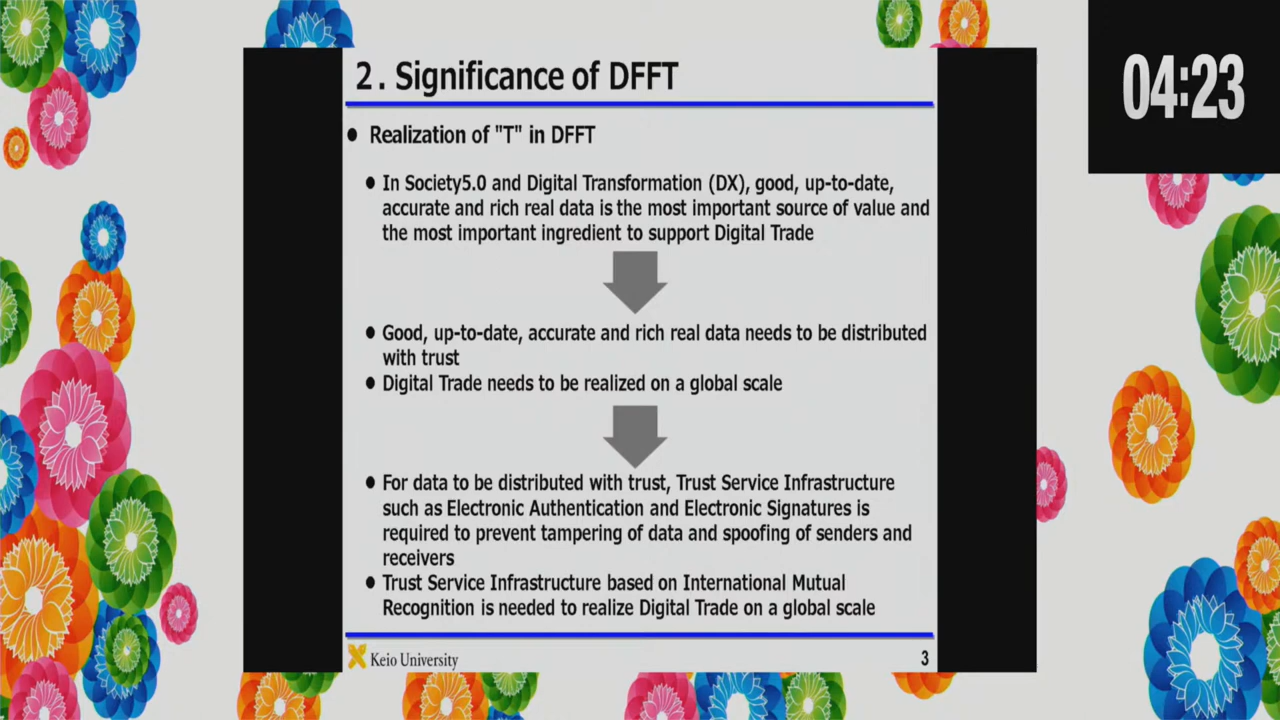 2. Significance of DFFT
04:23
● Realization of "T" in DFFT
● In Society5.0 and Digital Transformation (DX), good, up-to-date,
accurate and rich real data is the most important source of value and
the most important ingredient to support Digital Trade
● Good, up-to-date, accurate and rich real data needs to be distributed
with trust
● Digital Trade needs to be realized on a global scale
● For data to be distributed with trust, Trust Service Infrastructure
such as Electronic Authentication and Electronic Signatures is
required to prevent tampering of data and spoofing of senders and
receivers
● Trust Service Infrastructure based on International Mutual
Recognition is needed to realize Digital Trade on a global scale
Keio University
3